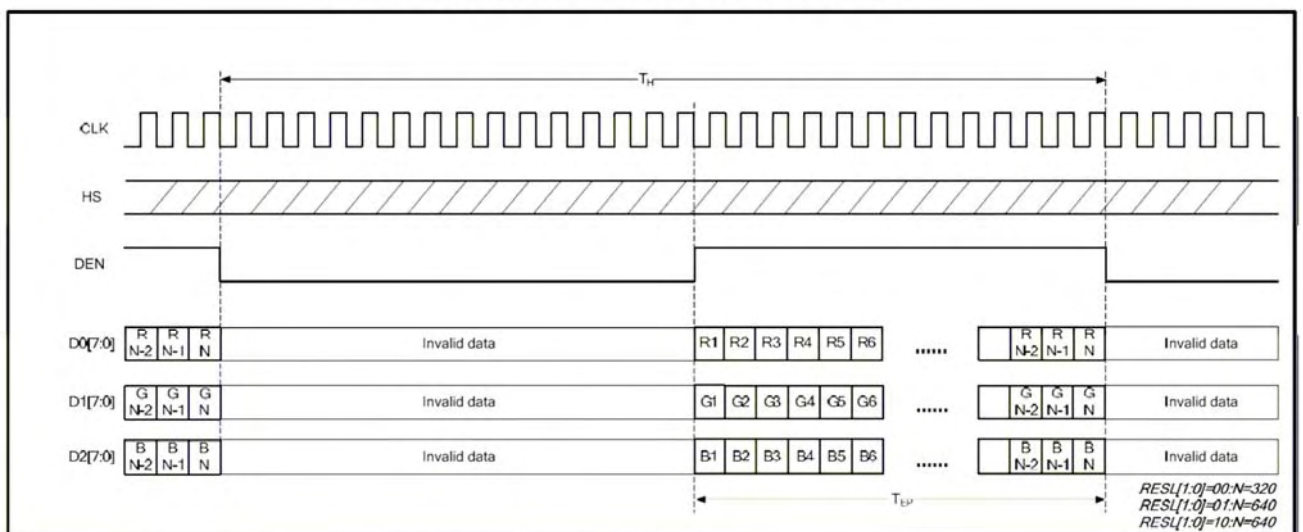 TH
CLK
HS
DEN
D0[7:0] R N-2 R N-1 R N Invalid data R1 R2 R3 R4 R5 R6 ...... R N-2 R N-1 R N Invalid data
D1[7:0] G N-2 G N-1 G N Invalid data G1 G2 G3 G4 G5 G6 ...... G N-2 G N-1 G N Invalid data
D2[7:0] B N-2 B N-1 B N Invalid data B1 B2 B3 B4 B5 B6 ...... B N-2 B N-1 B N Invalid data
TEP
RESL[1:0]=00:N=320
RESL[1:0]=01:N=640
RESL[1:0]=10:N=640